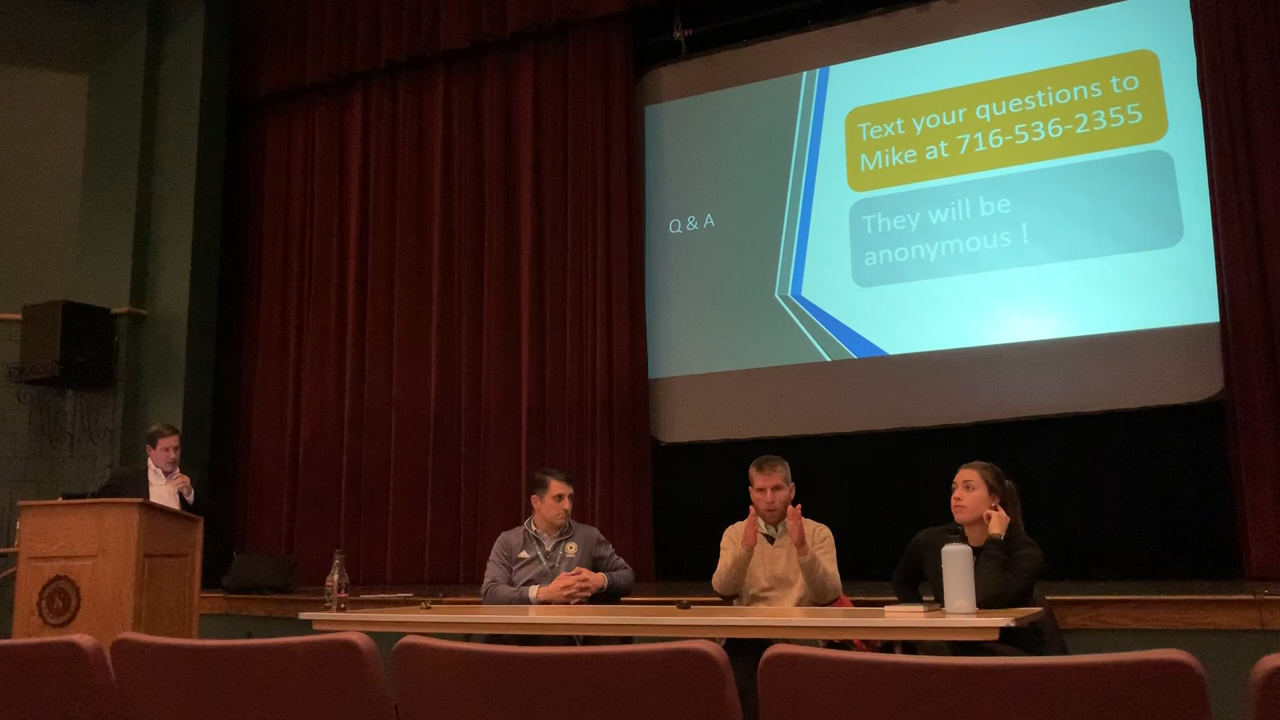 Q & A
Text your questions to
Mike at 716-536-2355
They will be
anonymous !